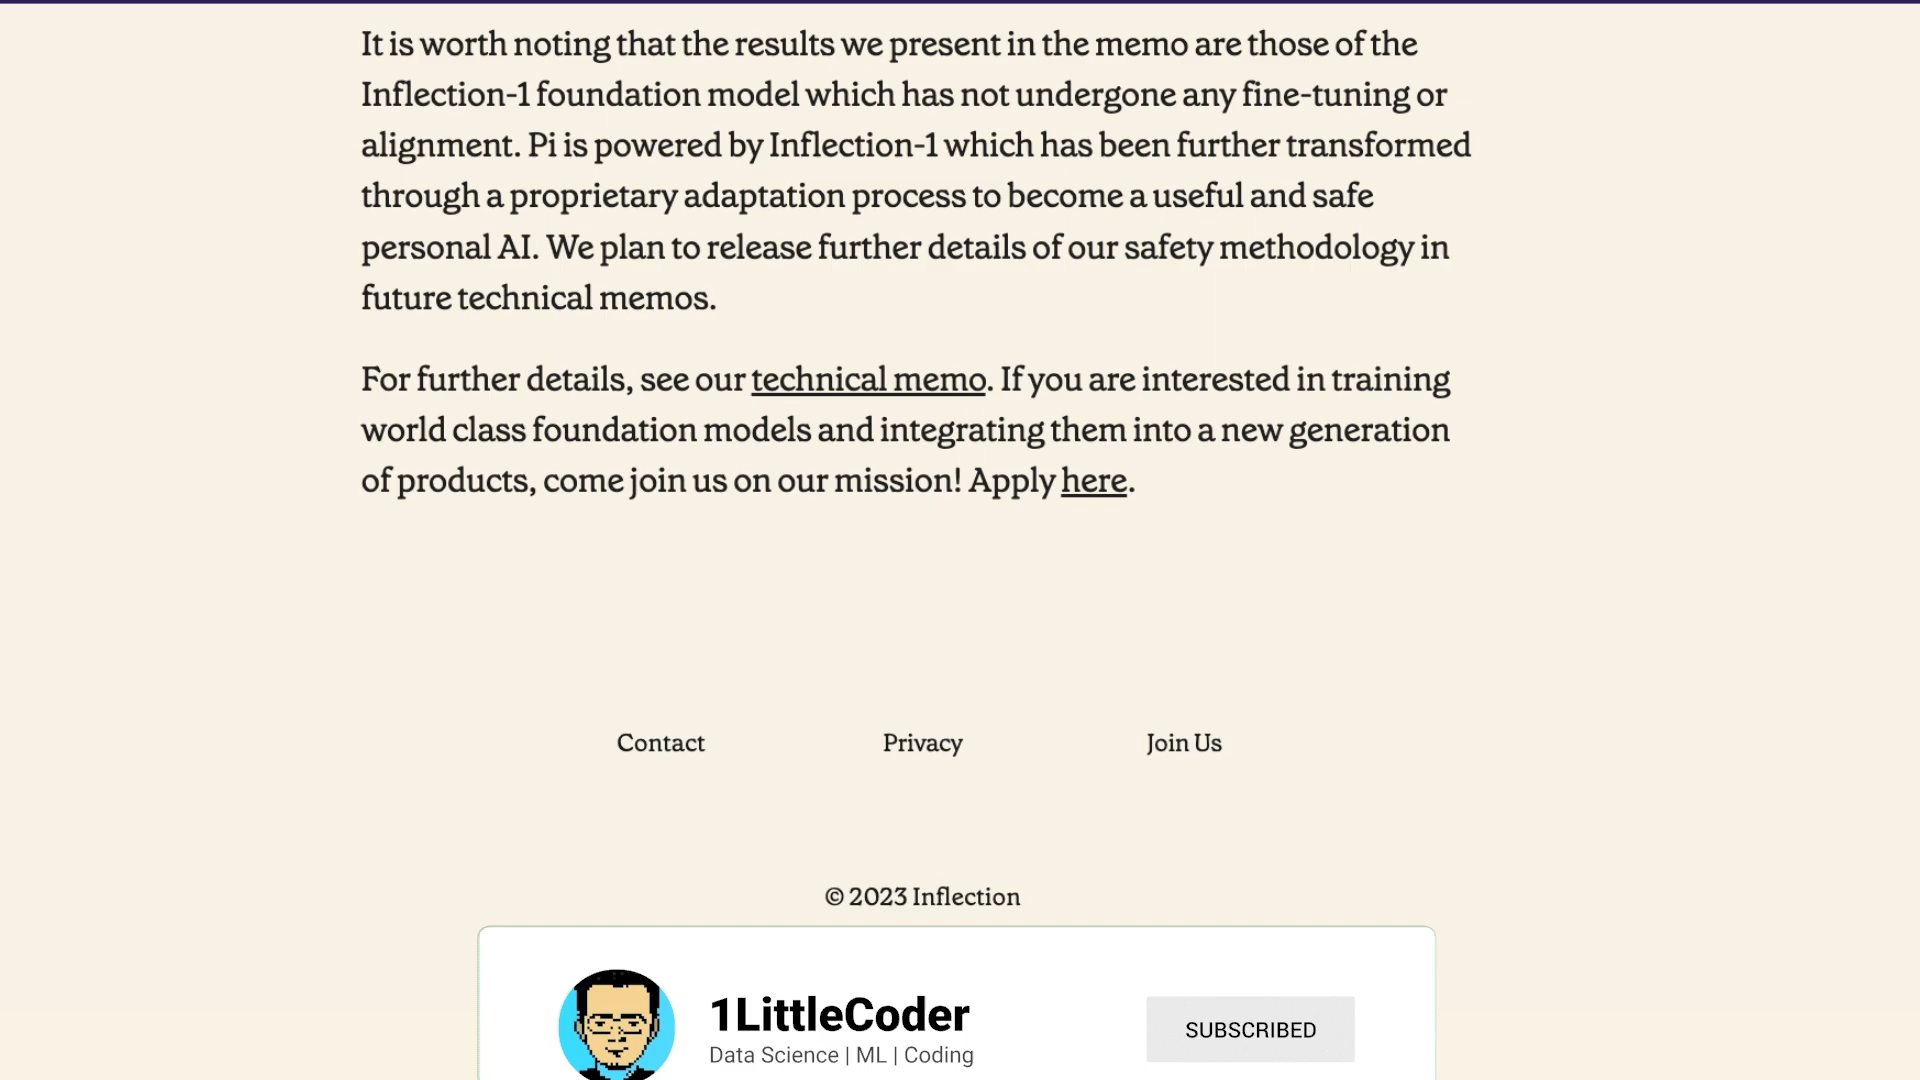 It is worth noting that the results we present in the memo are those of the
Inflection-1 foundation model which has not undergone any fine-tuning or
alignment. Pi is powered by Inflection-1 which has been further transformed
through a proprietary adaptation process to become a useful and safe
personal AI. We plan to release further details of our safety methodology in
future technical memos.
For further details, see our technical memo. If you are interested in training
world class foundation models and integrating them into a new generation
of products, come join us on our mission! Apply here.
Contact Privacy Join Us
© 2023 Inflection
1LittleCoder
Data Science | ML | Coding
SUBSCRIBED